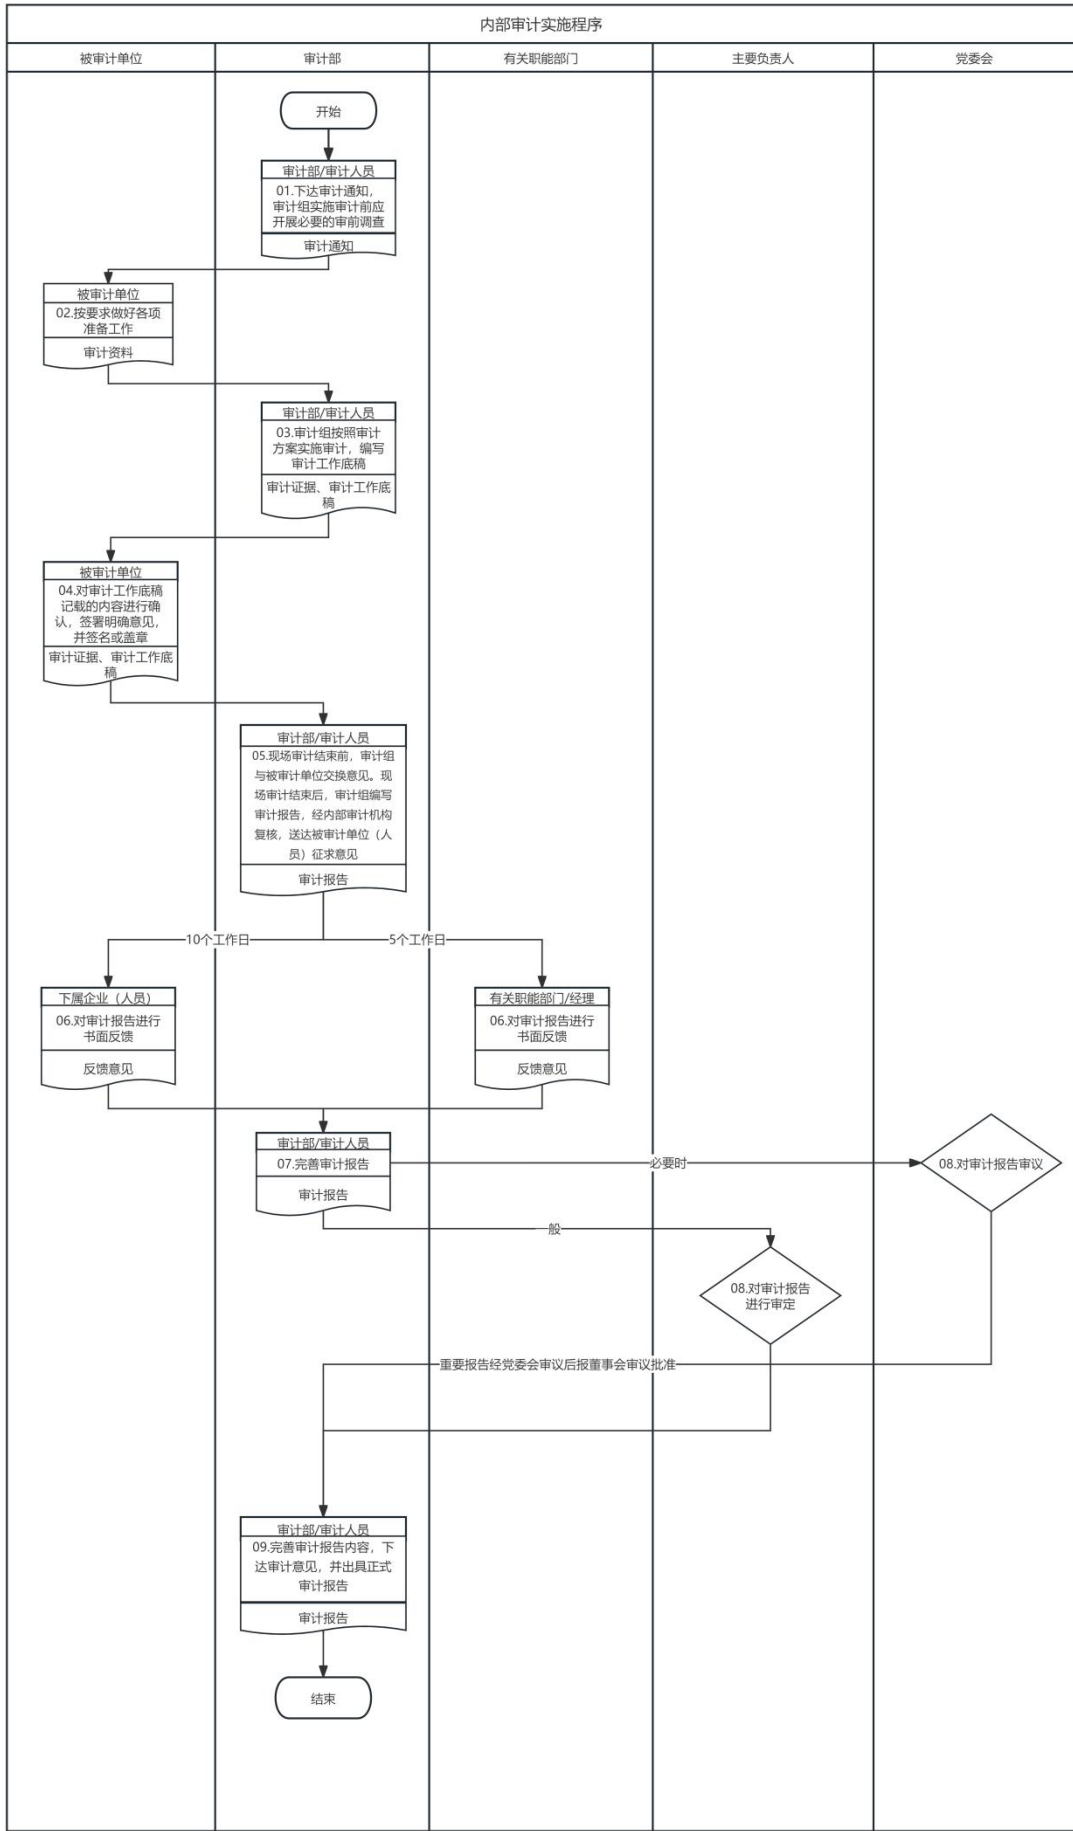 内部审计实施程序
被审计单位
审计部
有关职能部门
主要负责人
党委会
开始
审计部/审计人员
01.下达审计通知，
审计组实施审计前应
开展必要的审前调查
审计通知
被审计单位
02.按要求做好各项
准备工作
审计资料
审计部/审计人员
03.审计组按照审计
方案实施审计，编写
审计工作底稿
审计证据、审计工作底
稿
被审计单位
04.对审计工作底稿
记载的内容进行确
认，签署明确意见，
并签名或盖章
审计证据、审计工作底
稿
审计部/审计人员
05.现场审计结束前，审计组
与被审计单位交换意见。现
场审计结束后，审计组编写
审计报告，经内部审计机构
复核，送达被审计单位（人
员）征求意见
审计报告
10个工作日
5个工作日
下属企业（人员）
06.对审计报告进行
书面反馈
反馈意见
有关职能部门/经理
06.对审计报告进行
书面反馈
反馈意见
审计部/审计人员
07.完善审计报告
审计报告
必要时
08.对审计报告审议
一般
08.对审计报告
进行审定
重要报告经党委会审议后报董事会审议批准
审计部/审计人员
09.完善审计报告内容，下
达审计意见，并出具正式
审计报告
审计报告
结束